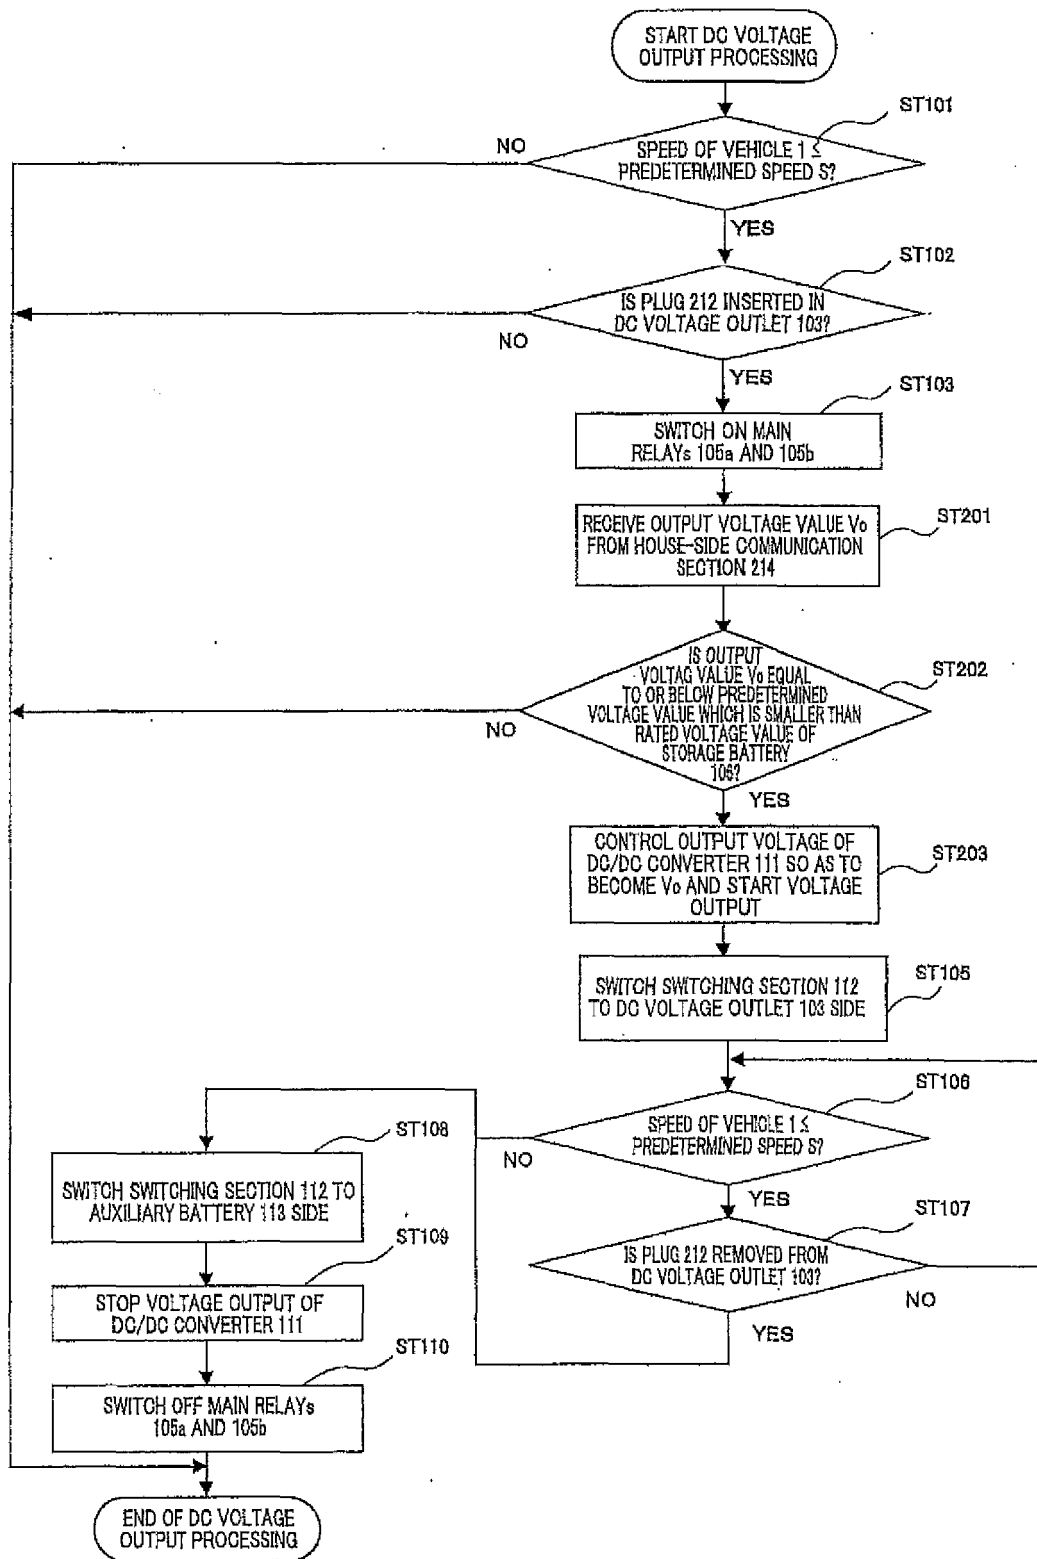 START DC VOLTAGE
OUTPUT PROCESSING
ST101
NO
SPEED OF VEHICLE 1 ≤
PREDETERMINED SPEED S?
YES
ST102
IS PLUG 212 INSERTED IN
DC VOLTAGE OUTLET 103?
NO
YES
ST103
SWITCH ON MAIN
RELAYs 105a AND 105b
ST201
RECEIVE OUTPUT VOLTAGE VALUE Vo
FROM HOUSE-SIDE COMMUNICATION
SECTION 214
ST202
IS OUTPUT
VOLTAG VALUE Vo EQUAL
TO OR BELOW PREDETERMINED
VOLTAGE VALUE WHICH IS SMALLER THAN
RATED VOLTAGE VALUE OF
STORAGE BATTERY
106?
NO
YES
ST203
CONTROL OUTPUT VOLTAGE OF
DC/DC CONVERTER 111 SO AS TO
BECOME Vo AND START VOLTAGE
OUTPUT
ST105
SWITCH SWITCHING SECTION 112
TO DC VOLTAGE OUTLET 103 SIDE
ST106
SPEED OF VEHICLE 1 ≤
PREDETERMINED SPEED S?
NO
YES
ST107
IS PLUG 212 REMOVED FROM
DC VOLTAGE OUTLET 103?
NO
YES
ST108
SWITCH SWITCHING SECTION 112 TO
AUXILIARY BATTERY 113 SIDE
ST109
STOP VOLTAGE OUTPUT OF
DC/DC CONVERTER 111
ST110
SWITCH OFF MAIN RELAYs
105a AND 105b
END OF DC VOLTAGE
OUTPUT PROCESSING